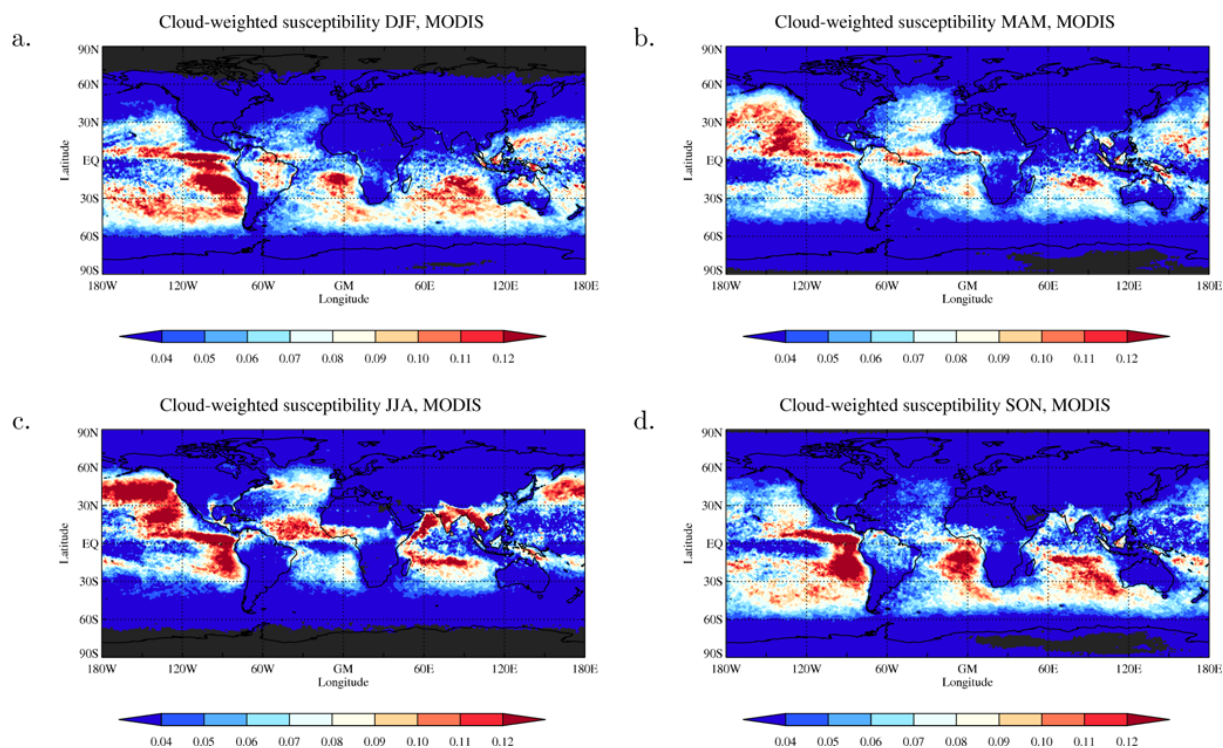 a.
Cloud-weighted susceptibility DJF, MODIS
90N
60N
30N
EQ
30S
60S
90S
Latitude
180W 120W 60W GM 60E 120E 180E
Longitude
0.04 0.05 0.06 0.07 0.08 0.09 0.10 0.11 0.12
b.
Cloud-weighted susceptibility MAM, MODIS
90N
60N
30N
EQ
30S
60S
90S
Latitude
180W 120W 60W GM 60E 120E 180E
Longitude
0.04 0.05 0.06 0.07 0.08 0.09 0.10 0.11 0.12
c.
Cloud-weighted susceptibility JJA, MODIS
90N
60N
30N
EQ
30S
60S
90S
Latitude
180W 120W 60W GM 60E 120E 180E
Longitude
0.04 0.05 0.06 0.07 0.08 0.09 0.10 0.11 0.12
d.
Cloud-weighted susceptibility SON, MODIS
90N
60N
30N
EQ
30S
60S
90S
Latitude
180W 120W 60W GM 60E 120E 180E
Longitude
0.04 0.05 0.06 0.07 0.08 0.09 0.10 0.11 0.12